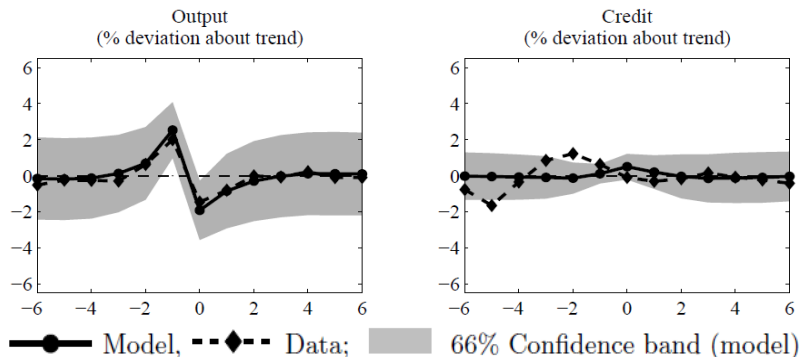 Output
(% deviation about trend)
6
4
2
0
−2
−4
−6
−6 −4 −2 0 2 4 6
Credit
(% deviation about trend)
6
4
2
0
−2
−4
−6
−6 −4 −2 0 2 4 6
Model, Data; 66% Confidence band (model)